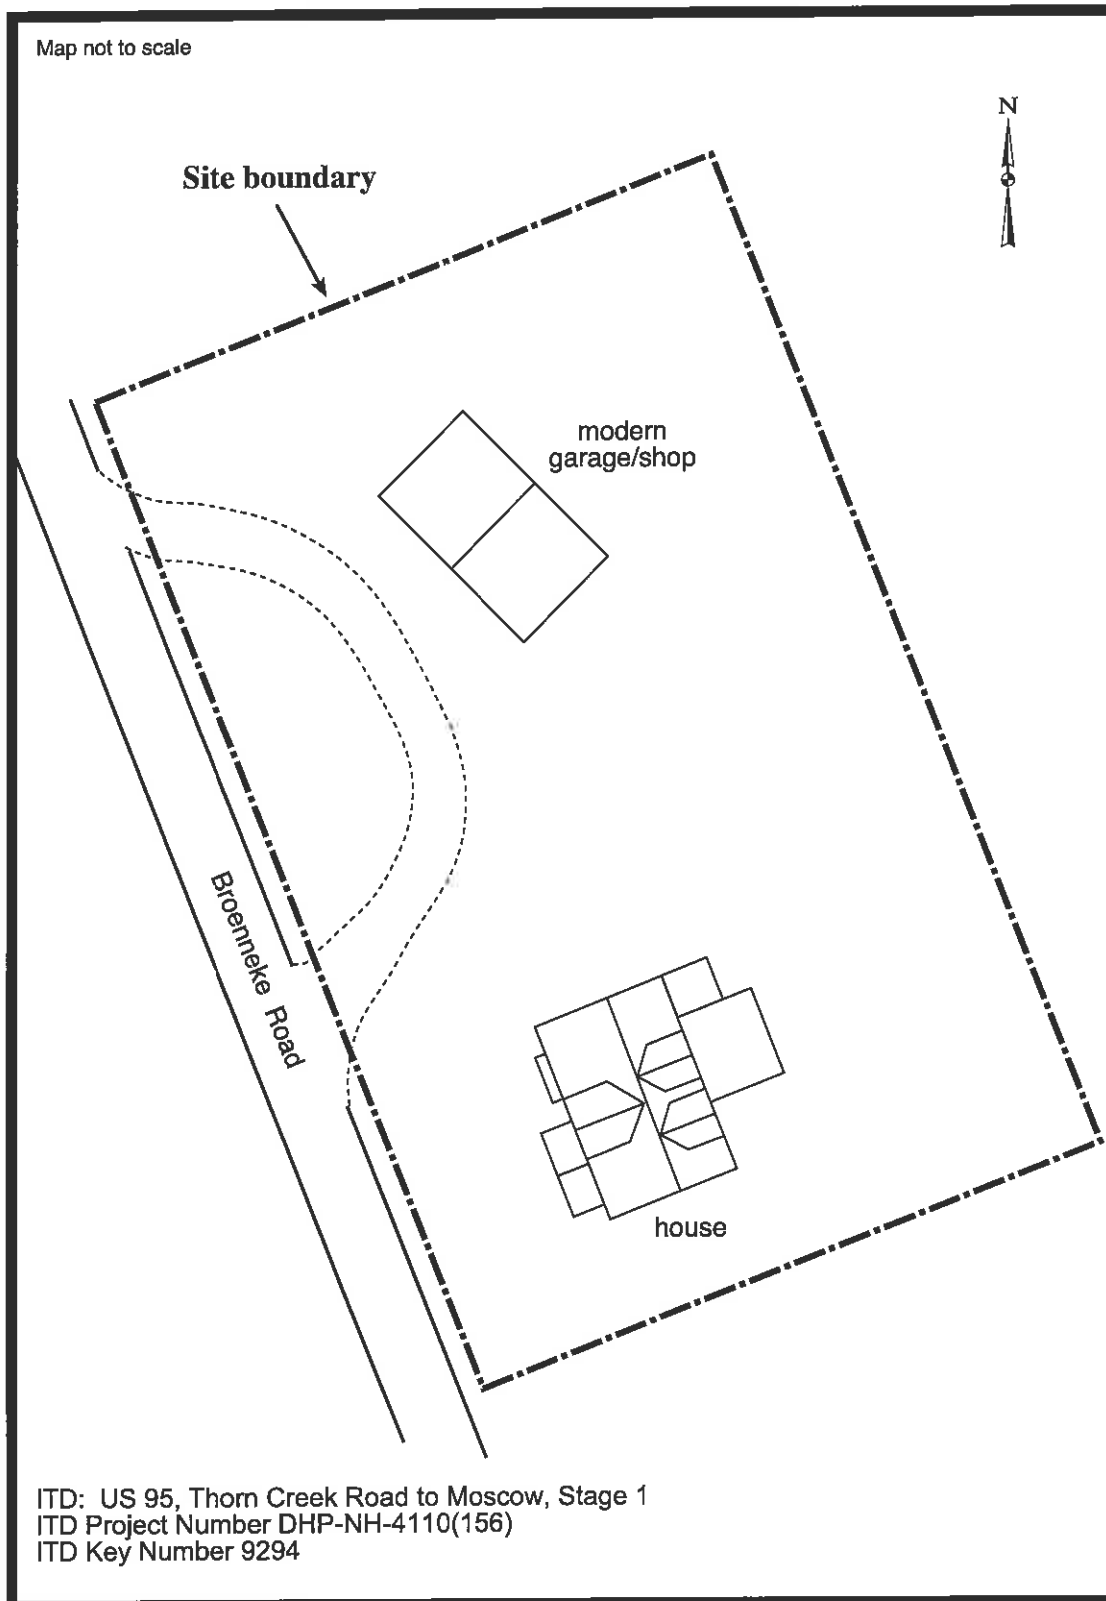 Map not to scale
N
Site boundary
modern
garage/shop
Broenneke Road
house
ITD: US 95, Thorn Creek Road to Moscow, Stage 1
ITD Project Number DHP-NH-4110(156)
ITD Key Number 9294